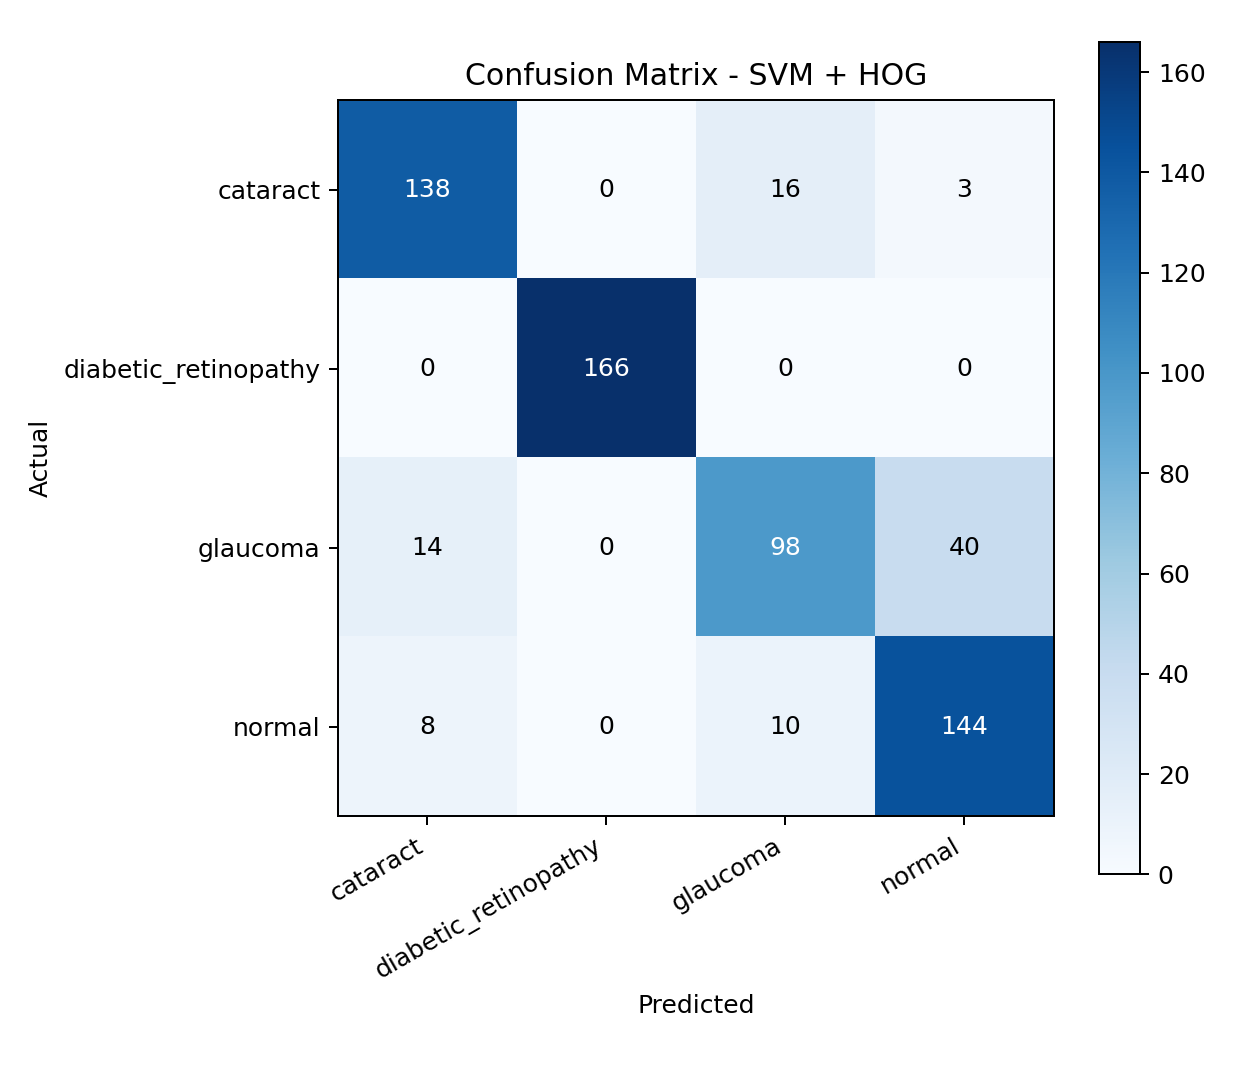 Confusion Matrix - SVM + HOG
Actual
cataract
138 0 16 3
diabetic_retinopathy
0 166 0 0
glaucoma
14 0 98 40
normal
8 0 10 144
cataract
diabetic_retinopathy
glaucoma
normal
Predicted
160
140
120
100
80
60
40
20
0